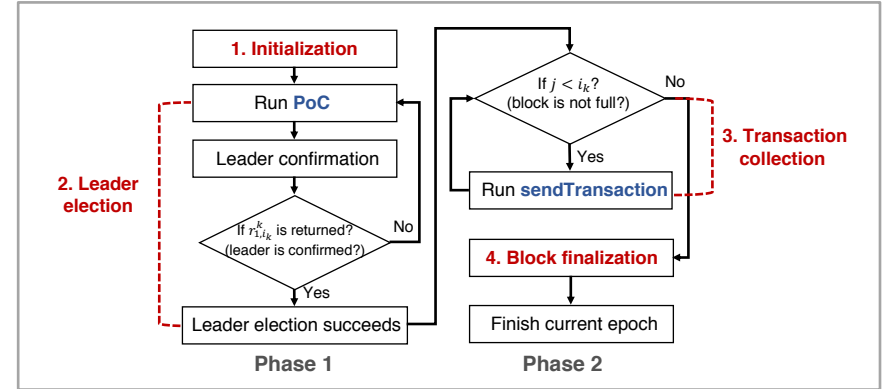 1. Initialization
Run PoC
Leader confirmation
2. Leader
election
If $r^k_{1,i_k}$ is returned?
(leader is confirmed?)
No
Yes
Leader election succeeds
Phase 1
If $j < i_k$?
(block is not full?)
No
Yes
Run sendTransaction
3. Transaction
collection
4. Block finalization
Finish current epoch
Phase 2